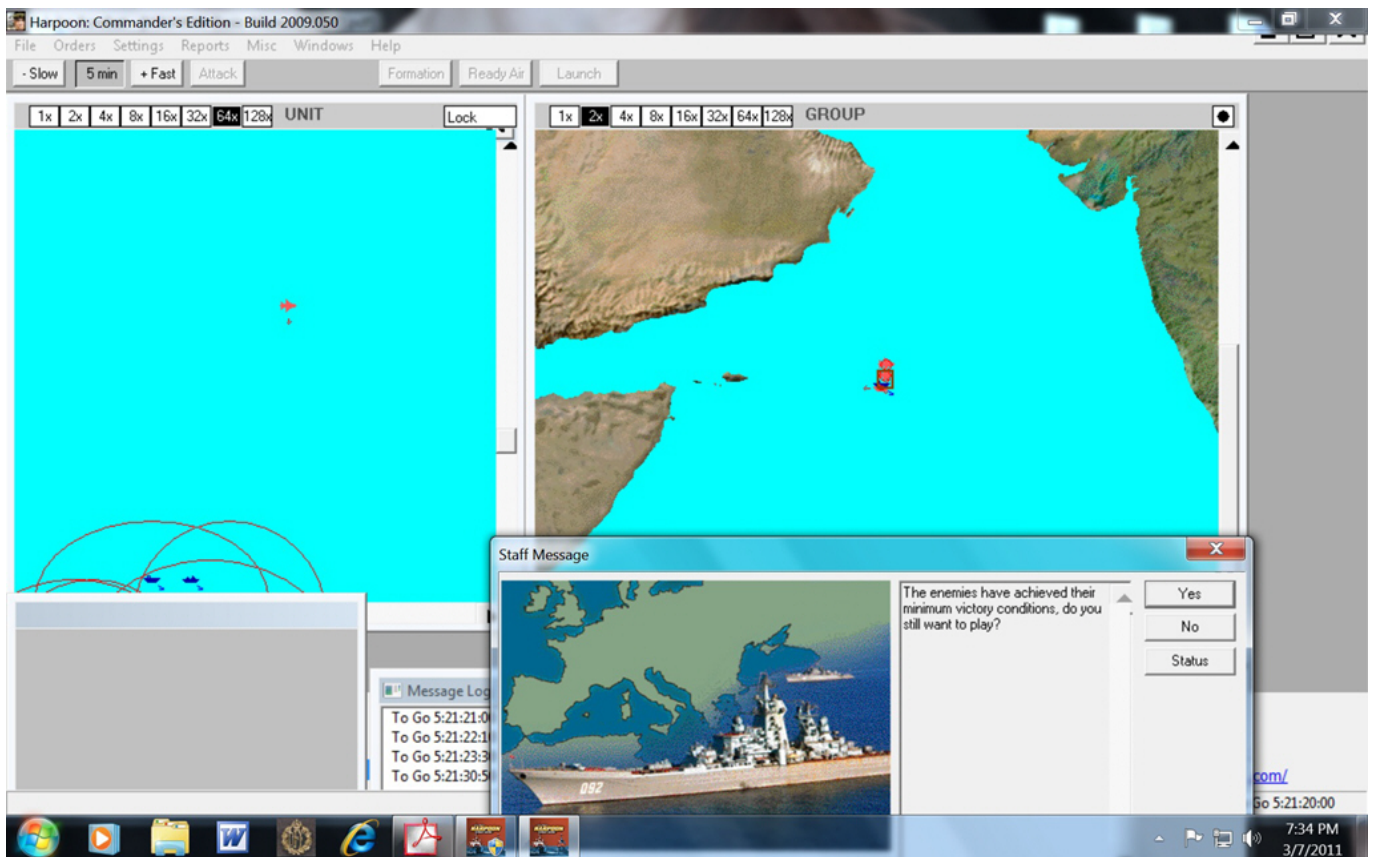 Harpoon: Commander's Edition - Build 2009.050
File Orders Settings Reports Misc Windows Help
- Slow 5 min + Fast Attack Formation Ready Air Launch
1x 2x 4x 8x 16x 32x 64x 128x UNIT Lock
1x 2x 4x 8x 16x 32x 64x 128x GROUP
Staff Message
The enemies have achieved their
minimum victory conditions, do you
still want to play?
Yes
No
Status
092
Message Log
To Go 5:21:21:0
To Go 5:21:22:1
To Go 5:21:23:3
To Go 5:21:30:5
com/
Go 5:21:20:00
7:34 PM
3/7/2011